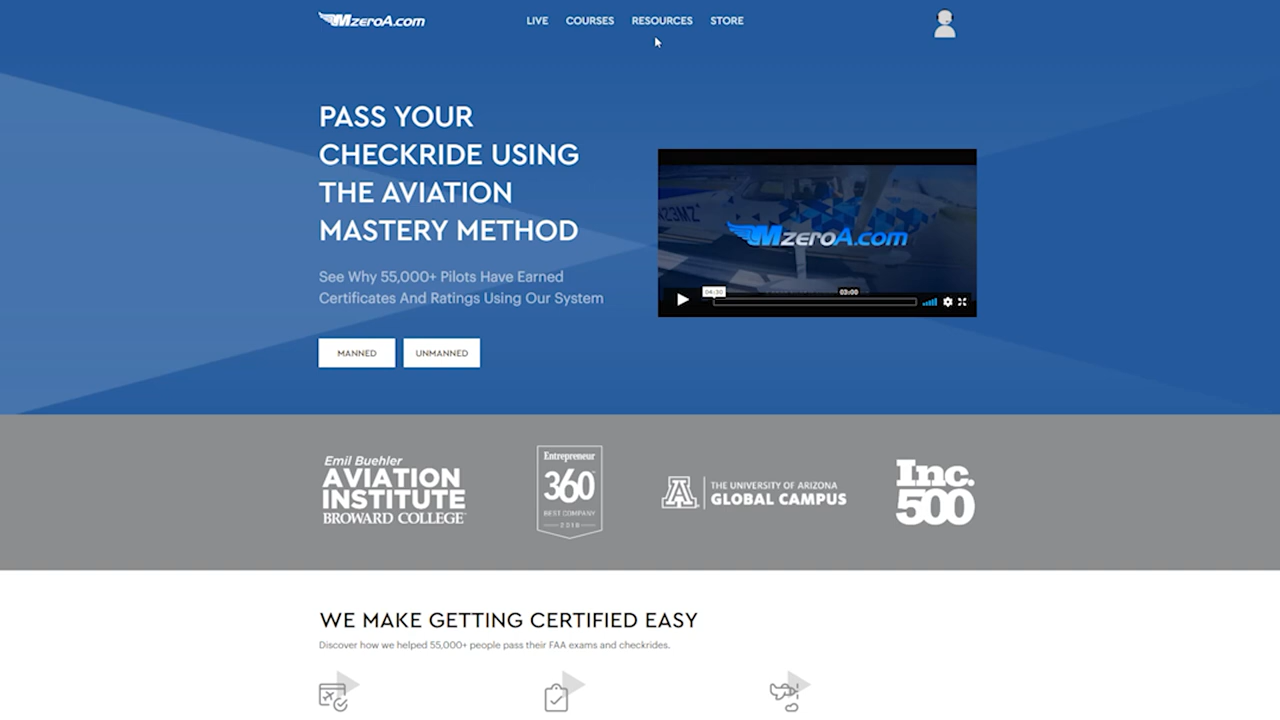 MzeroA.com
LIVE COURSES RESOURCES STORE
PASS YOUR
CHECKRIDE USING
THE AVIATION
MASTERY METHOD
See Why 55,000+ Pilots Have Earned
Certificates And Ratings Using Our System
MANNED UNMANNED
N23MZ
MzeroA.com
04:30 03:00
Emil Buehler
AVIATION
INSTITUTE
BROWARD COLLEGE
Entrepreneur
360
BEST COMPANY
2018
A
THE UNIVERSITY OF ARIZONA
GLOBAL CAMPUS
Inc.
500
WE MAKE GETTING CERTIFIED EASY
Discover how we helped 55,000+ people pass their FAA exams and checkrides.